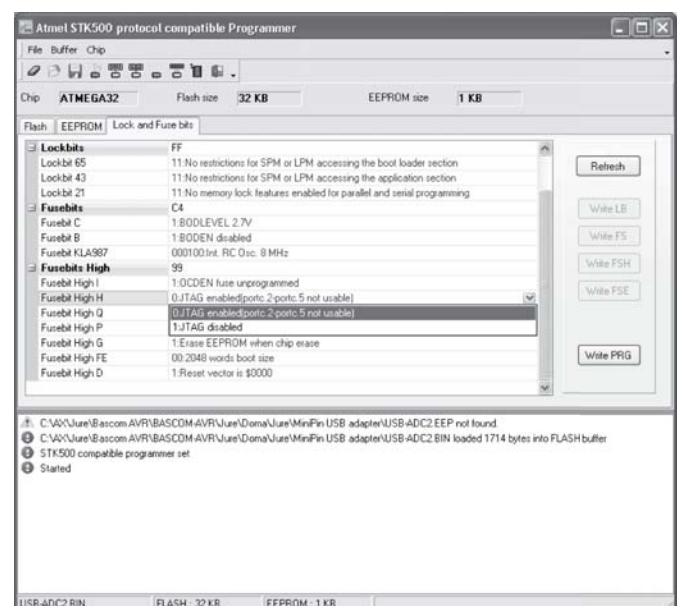 Atmel STK500 protocol compatible Programmer
File Buffer Chip
Chip ATMEGA32 Flash size 32 KB EEPROM size 1 KB
Flash EEPROM Lock and Fuse bits
Lockbits FF
Lockbit 65 11:No restrictions for SPM or LPM accessing the boot loader section
Lockbit 43 11:No restrictions for SPM or LPM accessing the application section
Lockbit 21 11:No memory lock features enabled for parallel and serial programming
Fusebits C4
Fusebit C 1:BODLEVEL 2.7V
Fusebit B 1:BODEN disabled
Fusebit KLA987 000100:Int. RC Osc. 8 MHz
Fusebits High 99
Fusebit High I 1:OCDEN fuse unprogrammed
Fusebit High H 0:JTAG enabled(portc.2-portc.5 not usable)
Fusebit High Q 0:JTAG enabled(portc.2-portc.5 not usable)
Fusebit High P 1:JTAG disabled
Fusebit High G 1:Erase EEPROM when chip erase
Fusebit High FE 00:2048 words boot size
Fusebit High D 1:Reset vector is $0000
Refresh
Write LB
Write FS
Write FSH
Write FSE
Write PRG
C:\AX\Jure\Bascom AVR\BASCOM-AVR\Jure\Doma\Jure\MiniPin USB adapter\USB-ADC2.EEP not found.
C:\AX\Jure\Bascom AVR\BASCOM-AVR\Jure\Doma\Jure\MiniPin USB adapter\USB-ADC2.BIN loaded 1714 bytes into FLASH buffer
STK500 compatible programmer set
Started
USB-ADC2.BIN FLASH : 32 KB EEPROM : 1 KB